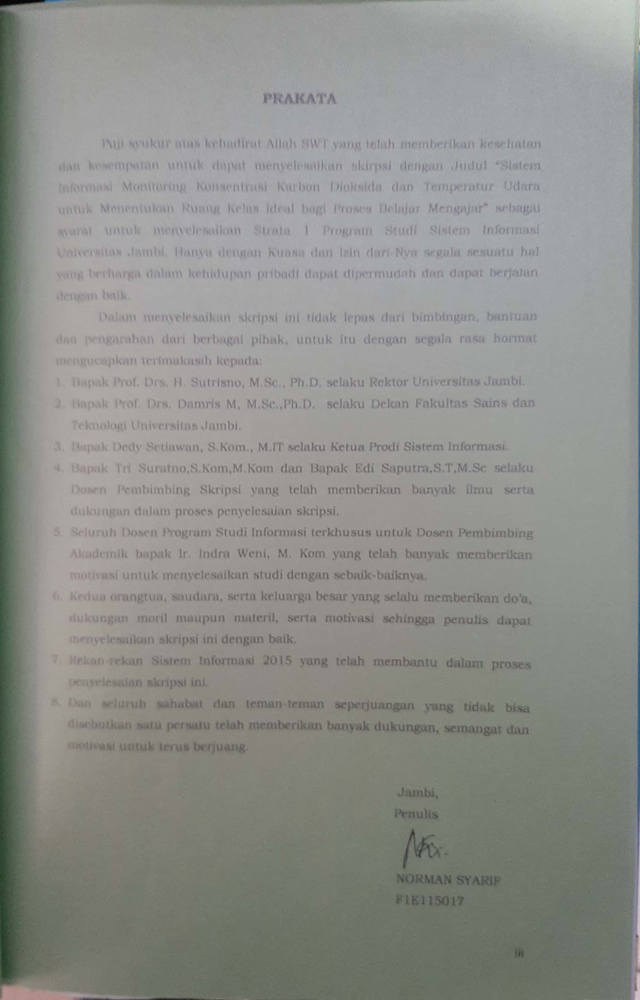 PRAKATA
Puji syukur atas kehadirat Allah SWT yang telah memberikan kesehatan
dan kesempatan untuk dapat menyelesaikan skirpsi dengan Judul "Sistem
Informasi Monitoring Konsentrasi Karbon Dioksida dan Temperatur Udara
untuk Menentukan Ruang Kelas Ideal bagi Proses Belajar Mengajar" sebagai
syarat untuk menyelesaikan Strata 1 Program Studi Sistem Informasi
Universitas Jambi. Hanya dengan Kuasa dan Izin dari-Nya segala sesuatu hal
yang berharga dalam kehidupan pribadi dapat dipermudah dan dapat berjalan
dengan baik.
Dalam menyelesaikan skripsi ini tidak lepas dari bimbingan, bantuan
dan pengarahan dari berbagai pihak, untuk itu dengan segala rasa hormat
mengucapkan terimakasih kepada:
1. Bapak Prof. Drs. H. Sutrisno, M.Sc., Ph.D. selaku Rektor Universitas Jambi.
2. Bapak Prof. Drs. Damris M, M.Sc.,Ph.D. selaku Dekan Fakultas Sains dan
Teknologi Universitas Jambi.
3. Bapak Dedy Setiawan, S.Kom., M.IT selaku Ketua Prodi Sistem Informasi.
4. Bapak Tri Suratno,S.Kom,M.Kom dan Bapak Edi Saputra,S.T,M.Sc selaku
Dosen Pembimbing Skripsi yang telah memberikan banyak ilmu serta
dukungan dalam proses penyelesaian skripsi.
5. Seluruh Dosen Program Studi Informasi terkhusus untuk Dosen Pembimbing
Akademik bapak Ir. Indra Weni, M. Kom yang telah banyak memberikan
motivasi untuk menyelesaikan studi dengan sebaik-baiknya.
6. Kedua orangtua, saudara, serta keluarga besar yang selalu memberikan do'a,
dukungan moril maupun materil, serta motivasi sehingga penulis dapat
menyelesaikan skripsi ini dengan baik.
7. Rekan-rekan Sistem Informasi 2015 yang telah membantu dalam proses
penyelesaian skripsi ini.
8. Dan seluruh sahabat dan teman-teman seperjuangan yang tidak bisa
disebutkan satu persatu telah memberikan banyak dukungan, semangat dan
motivasi untuk terus berjuang.
Jambi,
Penulis
NORMAN SYARIF
F1E115017
iii